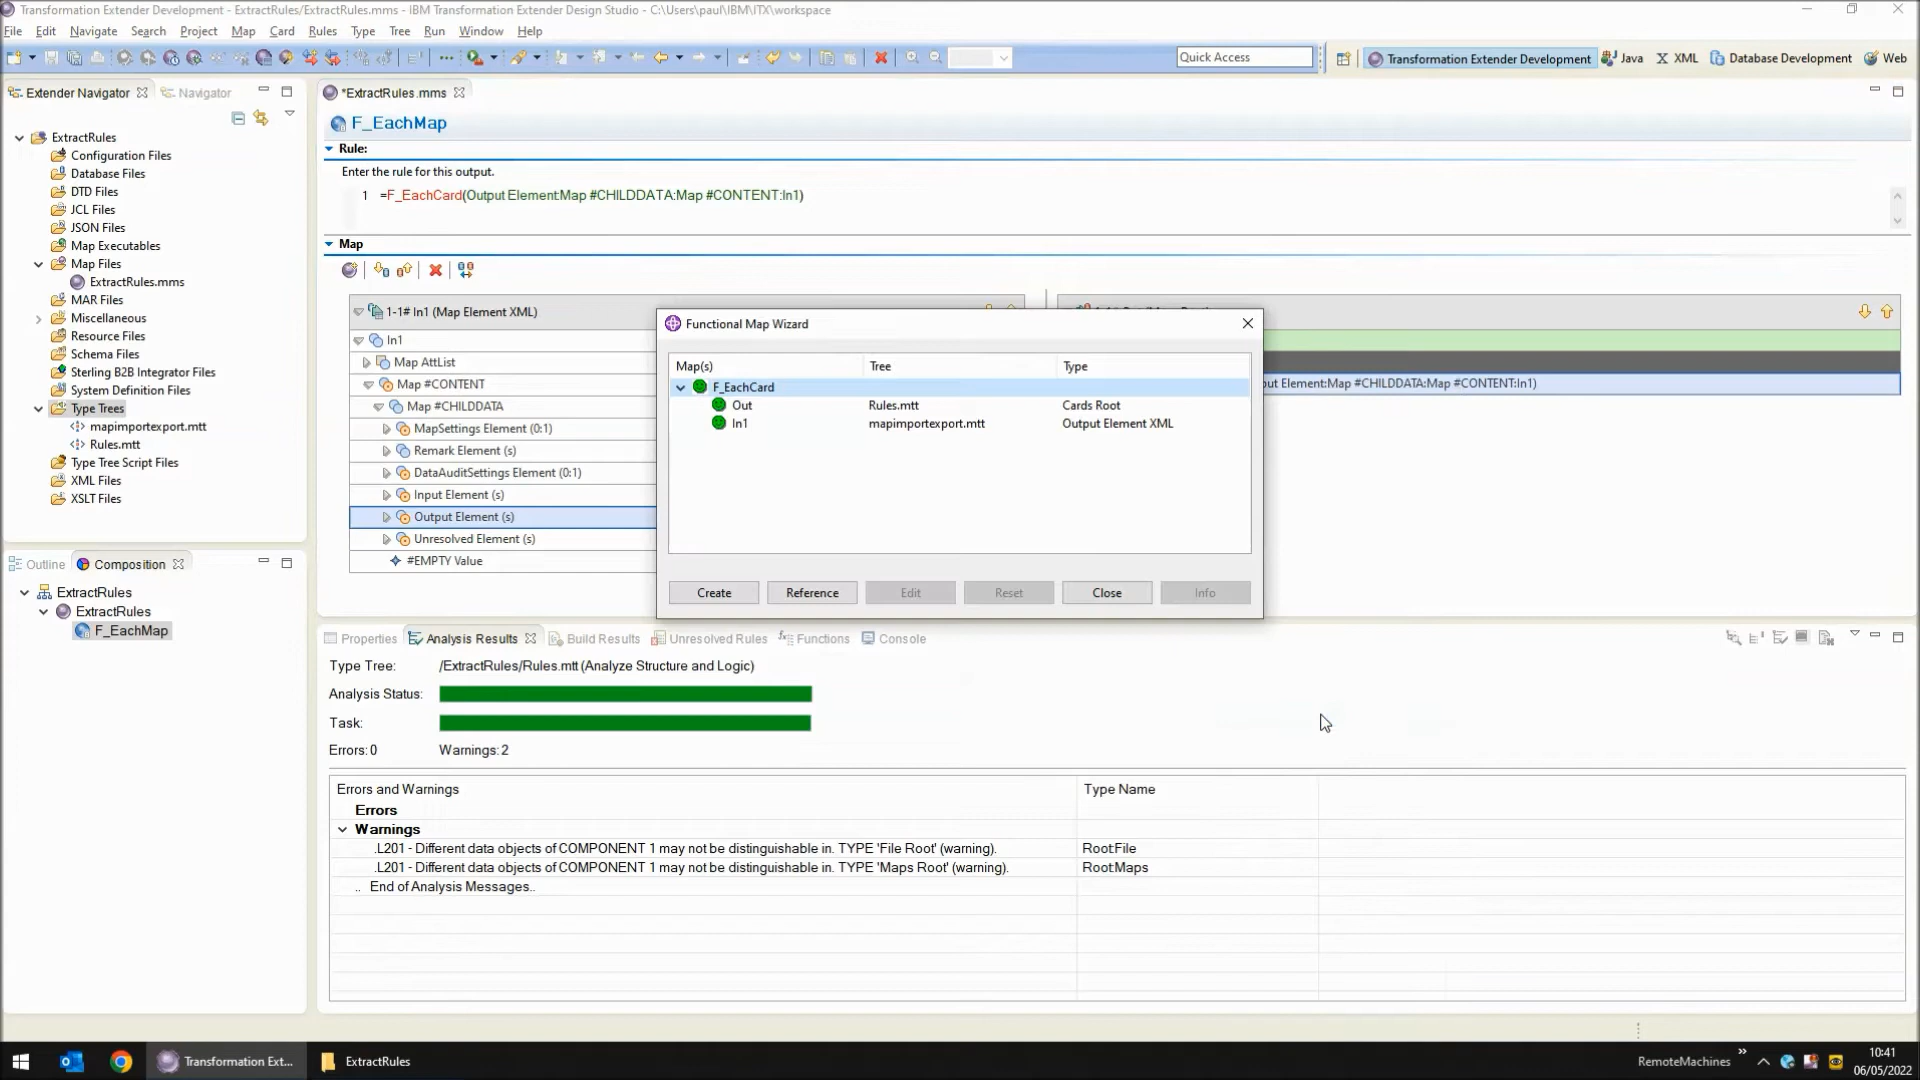 Transformation Extender Development - ExtractRules/ExtractRules.mms - IBM Transformation Extender Design Studio - C:\Users\paul\IBM\ITX\workspace
File Edit Navigate Search Project Map Card Rules Type Tree Run Window Help
Quick Access
Transformation Extender Development
Java
XML
Database Development
Web
Extender Navigator
Navigator
ExtractRules
Configuration Files
Database Files
DTD Files
JCL Files
JSON Files
Map Executables
Map Files
ExtractRules.mms
MAR Files
Miscellaneous
Resource Files
Schema Files
Sterling B2B Integrator Files
System Definition Files
Type Trees
mapimportexport.mtt
Rules.mtt
Type Tree Script Files
XML Files
XSLT Files
Outline
Composition
ExtractRules
ExtractRules
F_EachMap
*ExtractRules.mms
F_EachMap
Rule:
Enter the rule for this output.
1 =F_EachCard(Output Element:Map #CHILDDATA:Map #CONTENT:In1)
Map
1-1# In1 (Map Element XML)
In1
Map AttList
Map #CONTENT
Map #CHILDDATA
MapSettings Element (0:1)
Remark Element (s)
DataAuditSettings Element (0:1)
Input Element (s)
Output Element (s)
Unresolved Element (s)
#EMPTY Value
put Element:Map #CHILDDATA:Map #CONTENT:In1)
Functional Map Wizard
Map(s) Tree Type
F_EachCard
Out Rules.mtt Cards Root
In1 mapimportexport.mtt Output Element XML
Create Reference Edit Reset Close Info
Properties
Analysis Results
Build Results
Unresolved Rules
Functions
Console
Type Tree: /ExtractRules/Rules.mtt (Analyze Structure and Logic)
Analysis Status:
Task:
Errors: 0 Warnings: 2
Errors and Warnings Type Name
Errors
Warnings
.L201 - Different data objects of COMPONENT 1 may not be distinguishable in. TYPE 'File Root' (warning). Root:File
.L201 - Different data objects of COMPONENT 1 may not be distinguishable in. TYPE 'Maps Root' (warning). Root:Maps
.. End of Analysis Messages..
Transformation Ext...
ExtractRules
RemoteMachines
10:41
06/05/2022